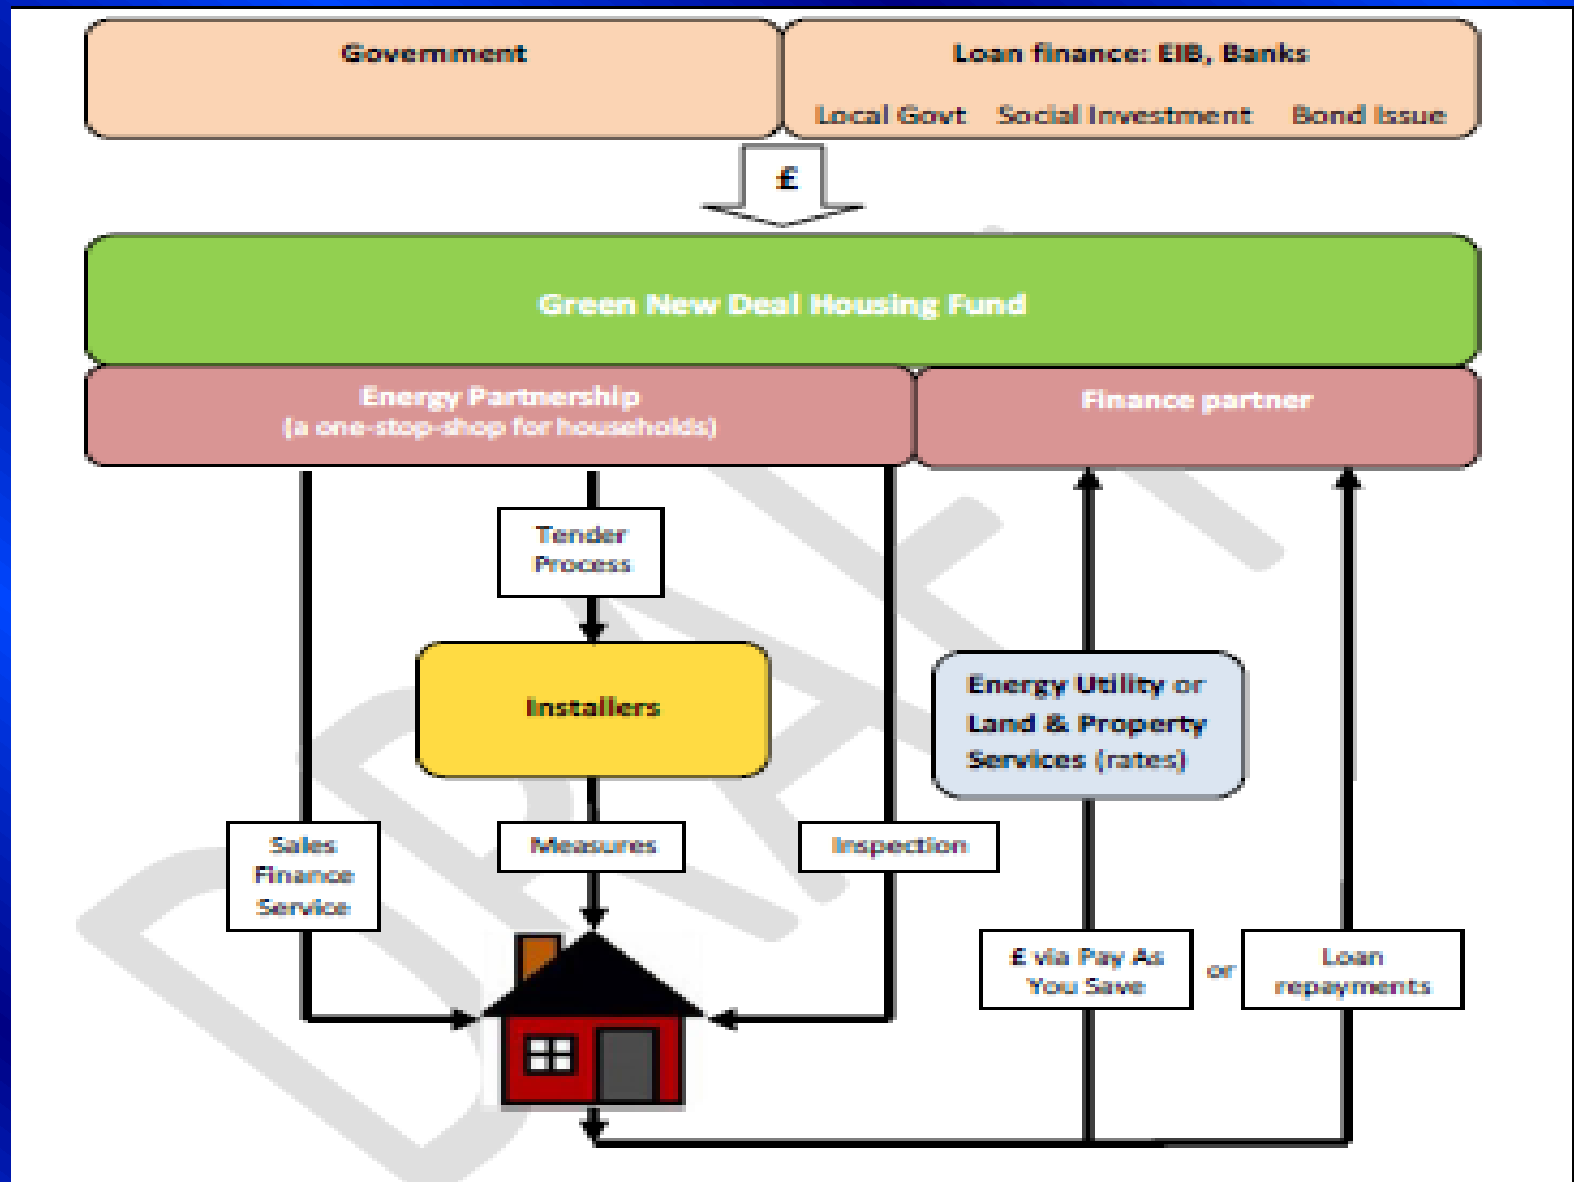 Government
Loan finance: EIB, Banks
Local Govt Social Investment Bond Issue
£
Green New Deal Housing Fund
Energy Partnership
(a one-stop-shop for households)
Finance partner
Tender
Process
Installers
Energy Utility or
Land & Property
Services (rates)
Sales
Finance
Service
Measures
Inspection
£ via Pay As
You Save
or
Loan
repayments
DRAFT